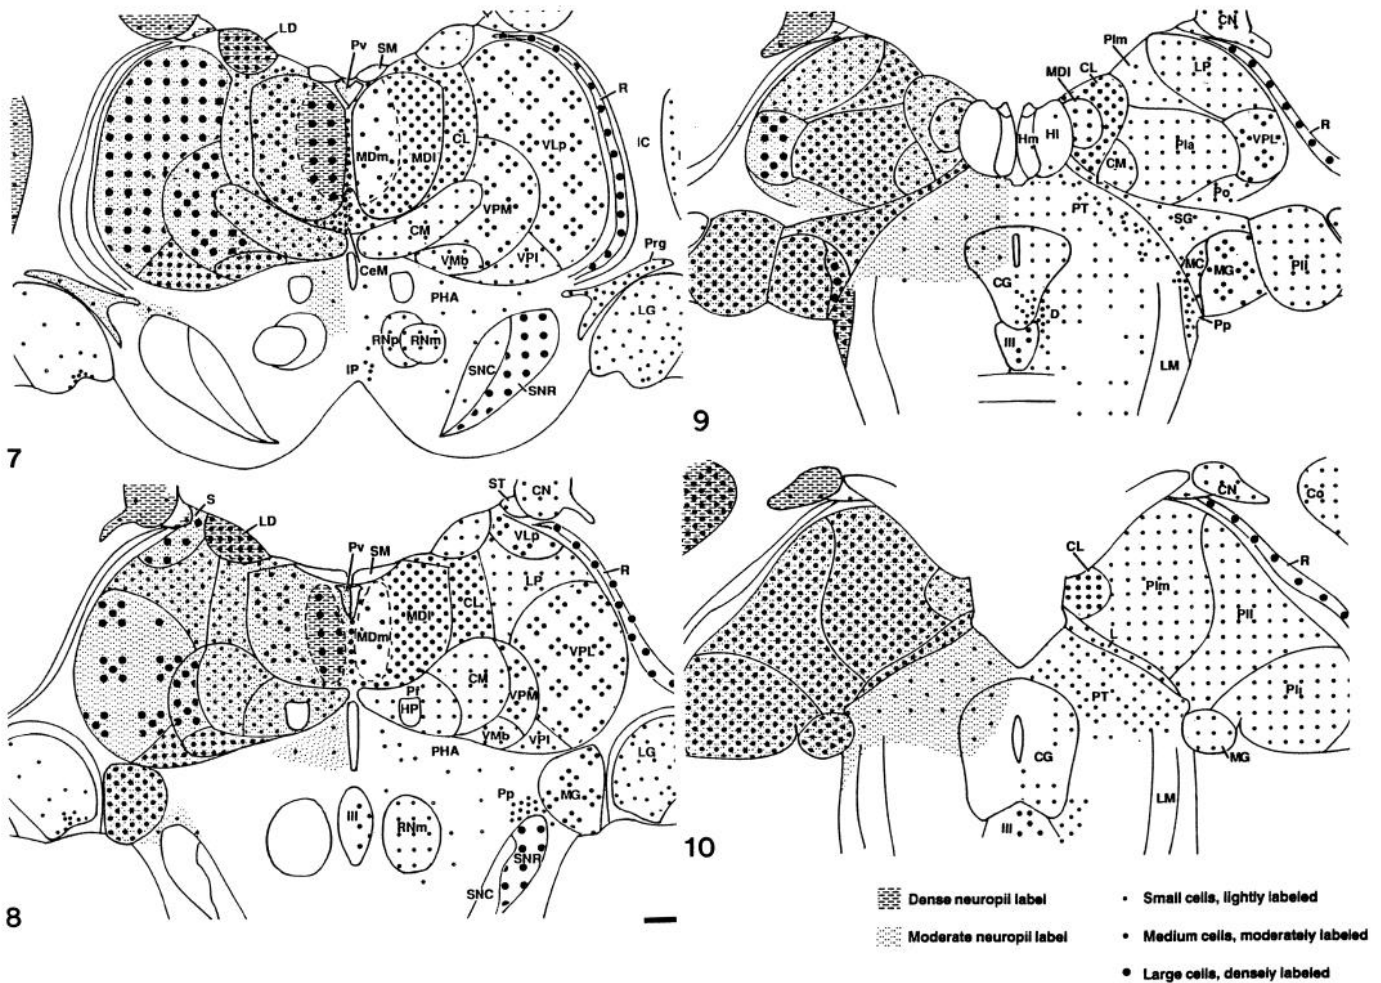 LD
Pv
SM
R
IC
MDm
MDl
CL
VLp
VPM
CM
VMb
VPI
CeM
PHA
Prg
LG
RNp
RNm
IP
SNC
SNR
7
CN
Plm
CL
MDl
LP
R
Hm
Hl
Pla
VPL
CM
Po
PT
SG
MC
MG
Pll
CG
D
III
Pp
LM
9
S
LD
ST
CN
Pv
SM
VLp
R
LP
MDl
CL
MDm
VPL
CM
VPM
Pf
HP
VMb
VPI
PHA
LG
Pp
MG
III
RNm
SNR
SNC
8
CN
Co
CL
R
Plm
Pll
L
PT
Pli
CG
MG
LM
III
10
Dense neuropil label
Moderate neuropil label
Small cells, lightly labeled
Medium cells, moderately labeled
Large cells, densely labeled